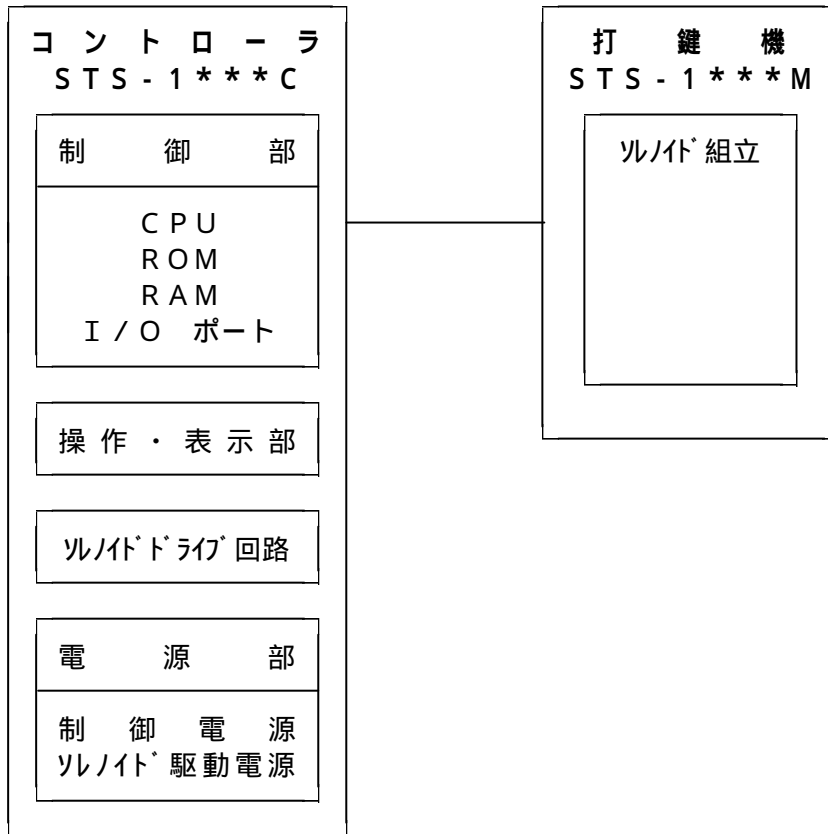 コントローラ
STS-1***C
制御部
CPU
ROM
RAM
I/O ポート
操作・表示部
ｿﾚﾉｲﾄﾞﾄﾞﾗｲﾌﾞ回路
電源部
制御電源
ｿﾚﾉｲﾄﾞ駆動電源
打鍵機
STS-1***M
ｿﾚﾉｲﾄﾞ組立